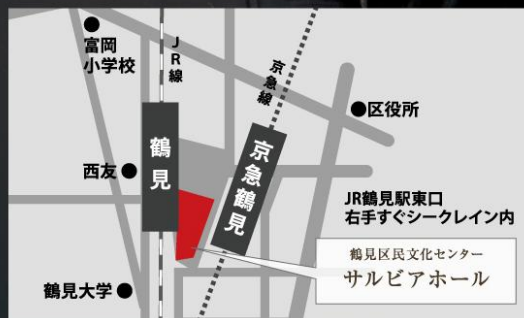 富岡
小学校
JR線
京急線
区役所
鶴見
京急鶴見
西友
JR鶴見駅東口
右手すぐシークレイン内
鶴見区民文化センター
サルビアホール
鶴見大学